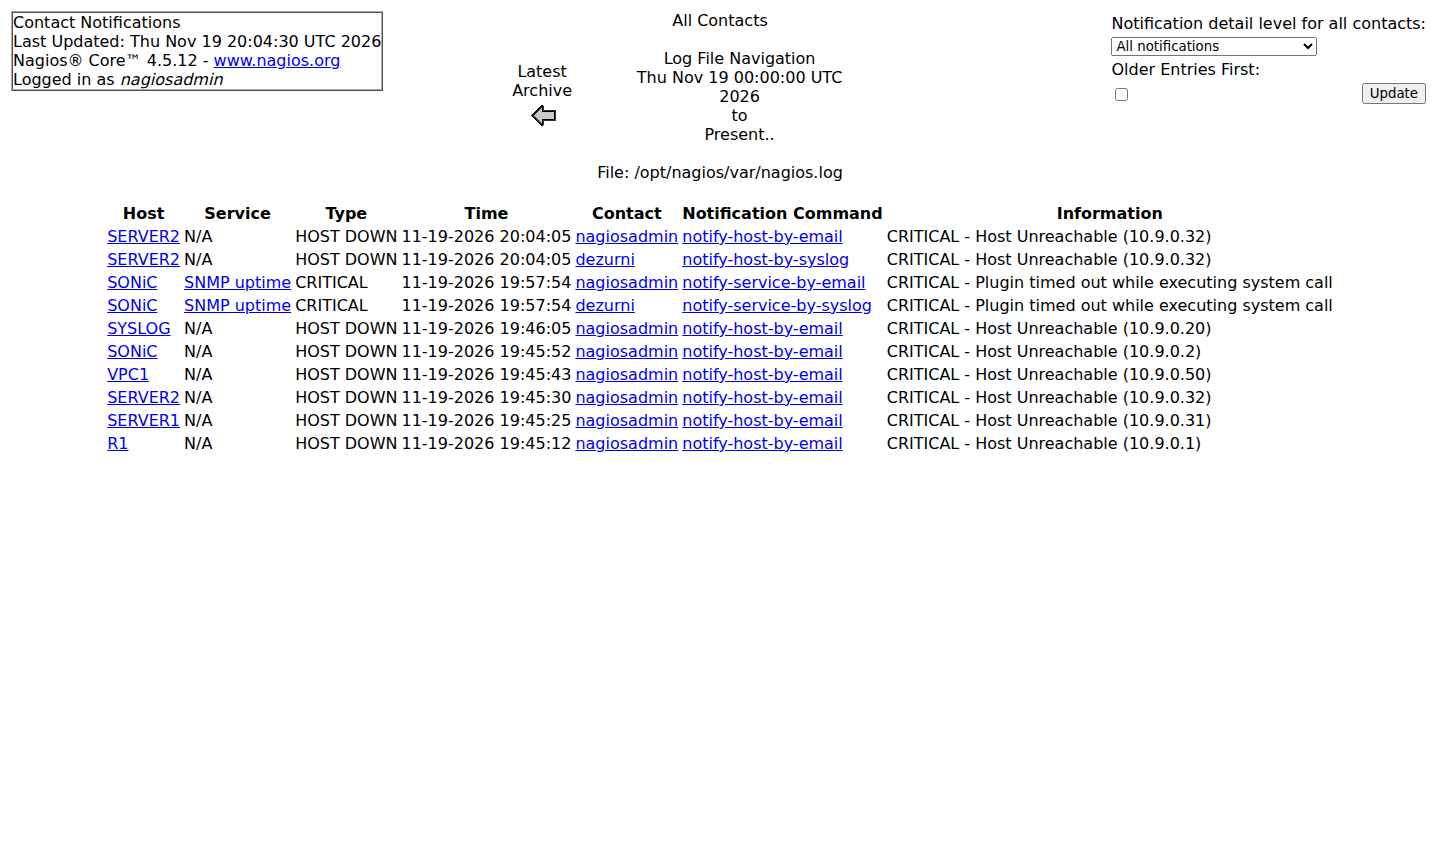 Contact Notifications
Last Updated: Thu Nov 19 20:04:30 UTC 2026
Nagios® Core™ 4.5.12 - www.nagios.org
Logged in as nagiosadmin
Latest
Archive
All Contacts
Log File Navigation
Thu Nov 19 00:00:00 UTC
2026
to
Present..
File: /opt/nagios/var/nagios.log
Notification detail level for all contacts:
All notifications
Older Entries First:
Update
Host Service Type Time Contact Notification Command Information
SERVER2 N/A HOST DOWN 11-19-2026 20:04:05 nagiosadmin notify-host-by-email CRITICAL - Host Unreachable (10.9.0.32)
SERVER2 N/A HOST DOWN 11-19-2026 20:04:05 dezurni notify-host-by-syslog CRITICAL - Host Unreachable (10.9.0.32)
SONiC SNMP uptime CRITICAL 11-19-2026 19:57:54 nagiosadmin notify-service-by-email CRITICAL - Plugin timed out while executing system call
SONiC SNMP uptime CRITICAL 11-19-2026 19:57:54 dezurni notify-service-by-syslog CRITICAL - Plugin timed out while executing system call
SYSLOG N/A HOST DOWN 11-19-2026 19:46:05 nagiosadmin notify-host-by-email CRITICAL - Host Unreachable (10.9.0.20)
SONiC N/A HOST DOWN 11-19-2026 19:45:52 nagiosadmin notify-host-by-email CRITICAL - Host Unreachable (10.9.0.2)
VPC1 N/A HOST DOWN 11-19-2026 19:45:43 nagiosadmin notify-host-by-email CRITICAL - Host Unreachable (10.9.0.50)
SERVER2 N/A HOST DOWN 11-19-2026 19:45:30 nagiosadmin notify-host-by-email CRITICAL - Host Unreachable (10.9.0.32)
SERVER1 N/A HOST DOWN 11-19-2026 19:45:25 nagiosadmin notify-host-by-email CRITICAL - Host Unreachable (10.9.0.31)
R1 N/A HOST DOWN 11-19-2026 19:45:12 nagiosadmin notify-host-by-email CRITICAL - Host Unreachable (10.9.0.1)